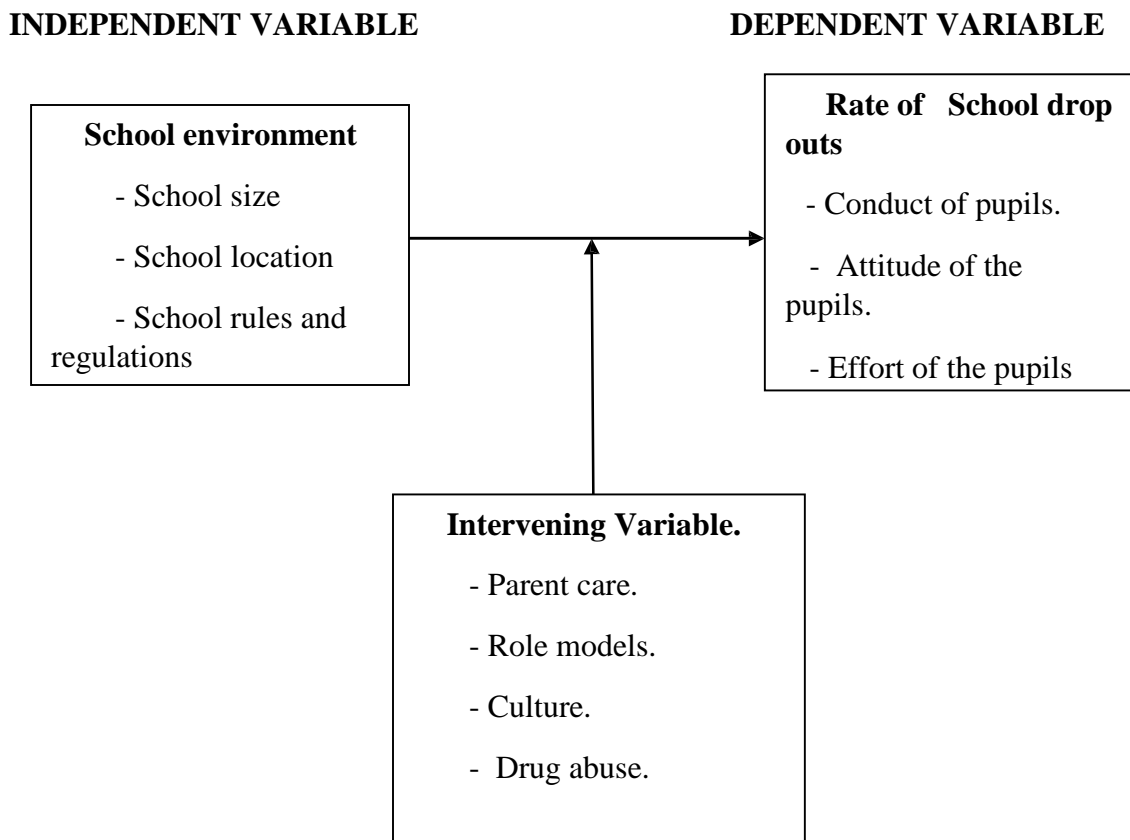 INDEPENDENT VARIABLE
DEPENDENT VARIABLE
School environment
- School size
- School location
- School rules and
regulations
Rate of School drop
outs
- Conduct of pupils.
- Attitude of the
pupils.
- Effort of the pupils
Intervening Variable.
- Parent care.
- Role models.
- Culture.
- Drug abuse.